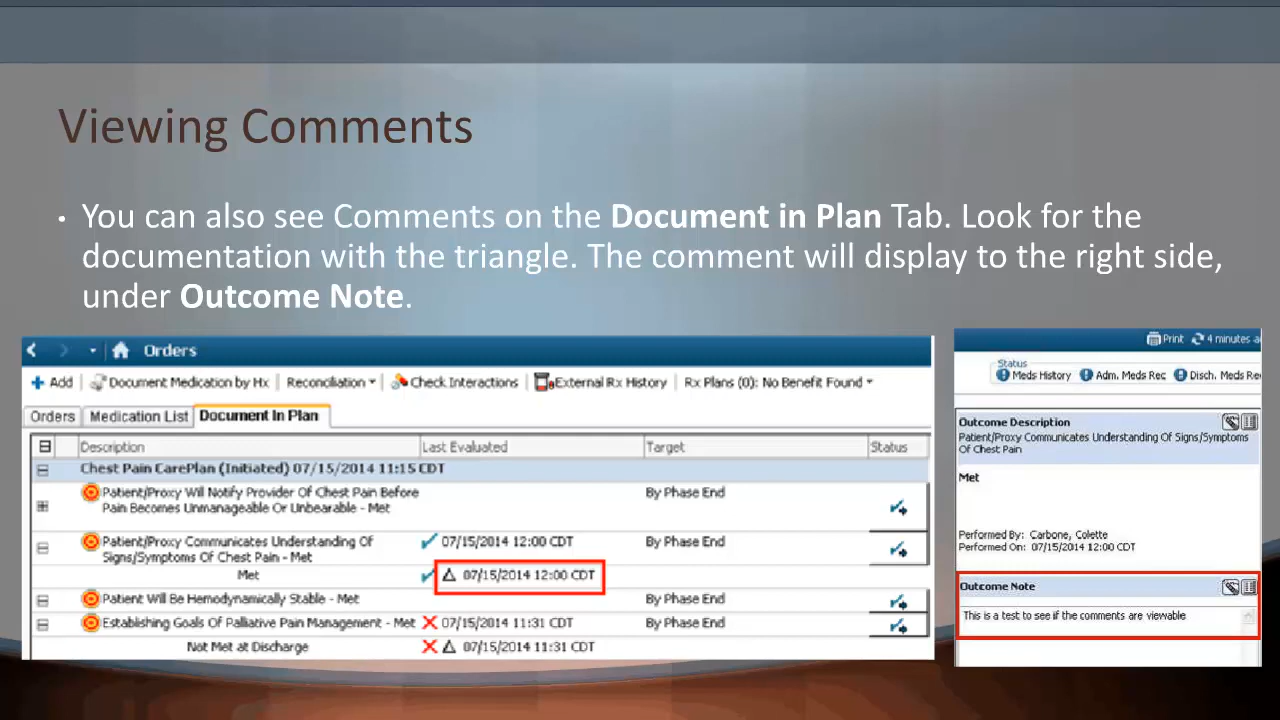 Viewing Comments
• You can also see Comments on the Document in Plan Tab. Look for the
documentation with the triangle. The comment will display to the right side,
under Outcome Note.
Orders
Add Document Medication by Hx Reconciliation Check Interactions External Rx History Rx Plans (0): No Benefit Found
Orders Medication List Document In Plan
Description Last Evaluated Target Status
Chest Pain CarePlan (Initiated) 07/15/2014 11:15 CDT
Patient/Proxy Will Notify Provider Of Chest Pain Before By Phase End
Pain Becomes Unmanageable Or Unbearable - Met
Patient/Proxy Communicates Understanding Of 07/15/2014 12:00 CDT By Phase End
Signs/Symptoms Of Chest Pain - Met
Met 07/15/2014 12:00 CDT
Patient Will Be Hemodynamically Stable - Met By Phase End
Establishing Goals Of Palliative Pain Management - Met 07/15/2014 11:31 CDT By Phase End
Not Met at Discharge 07/15/2014 11:31 CDT
Print 4 minutes
Status
Meds History Adm. Meds Rec Disch. Meds
Outcome Description
Patient/Proxy Communicates Understanding Of Signs/Symptoms
Of Chest Pain
Met
Performed By: Carbone, Colette
Performed On: 07/15/2014 12:00 CDT
Outcome Note
This is a test to see if the comments are viewable